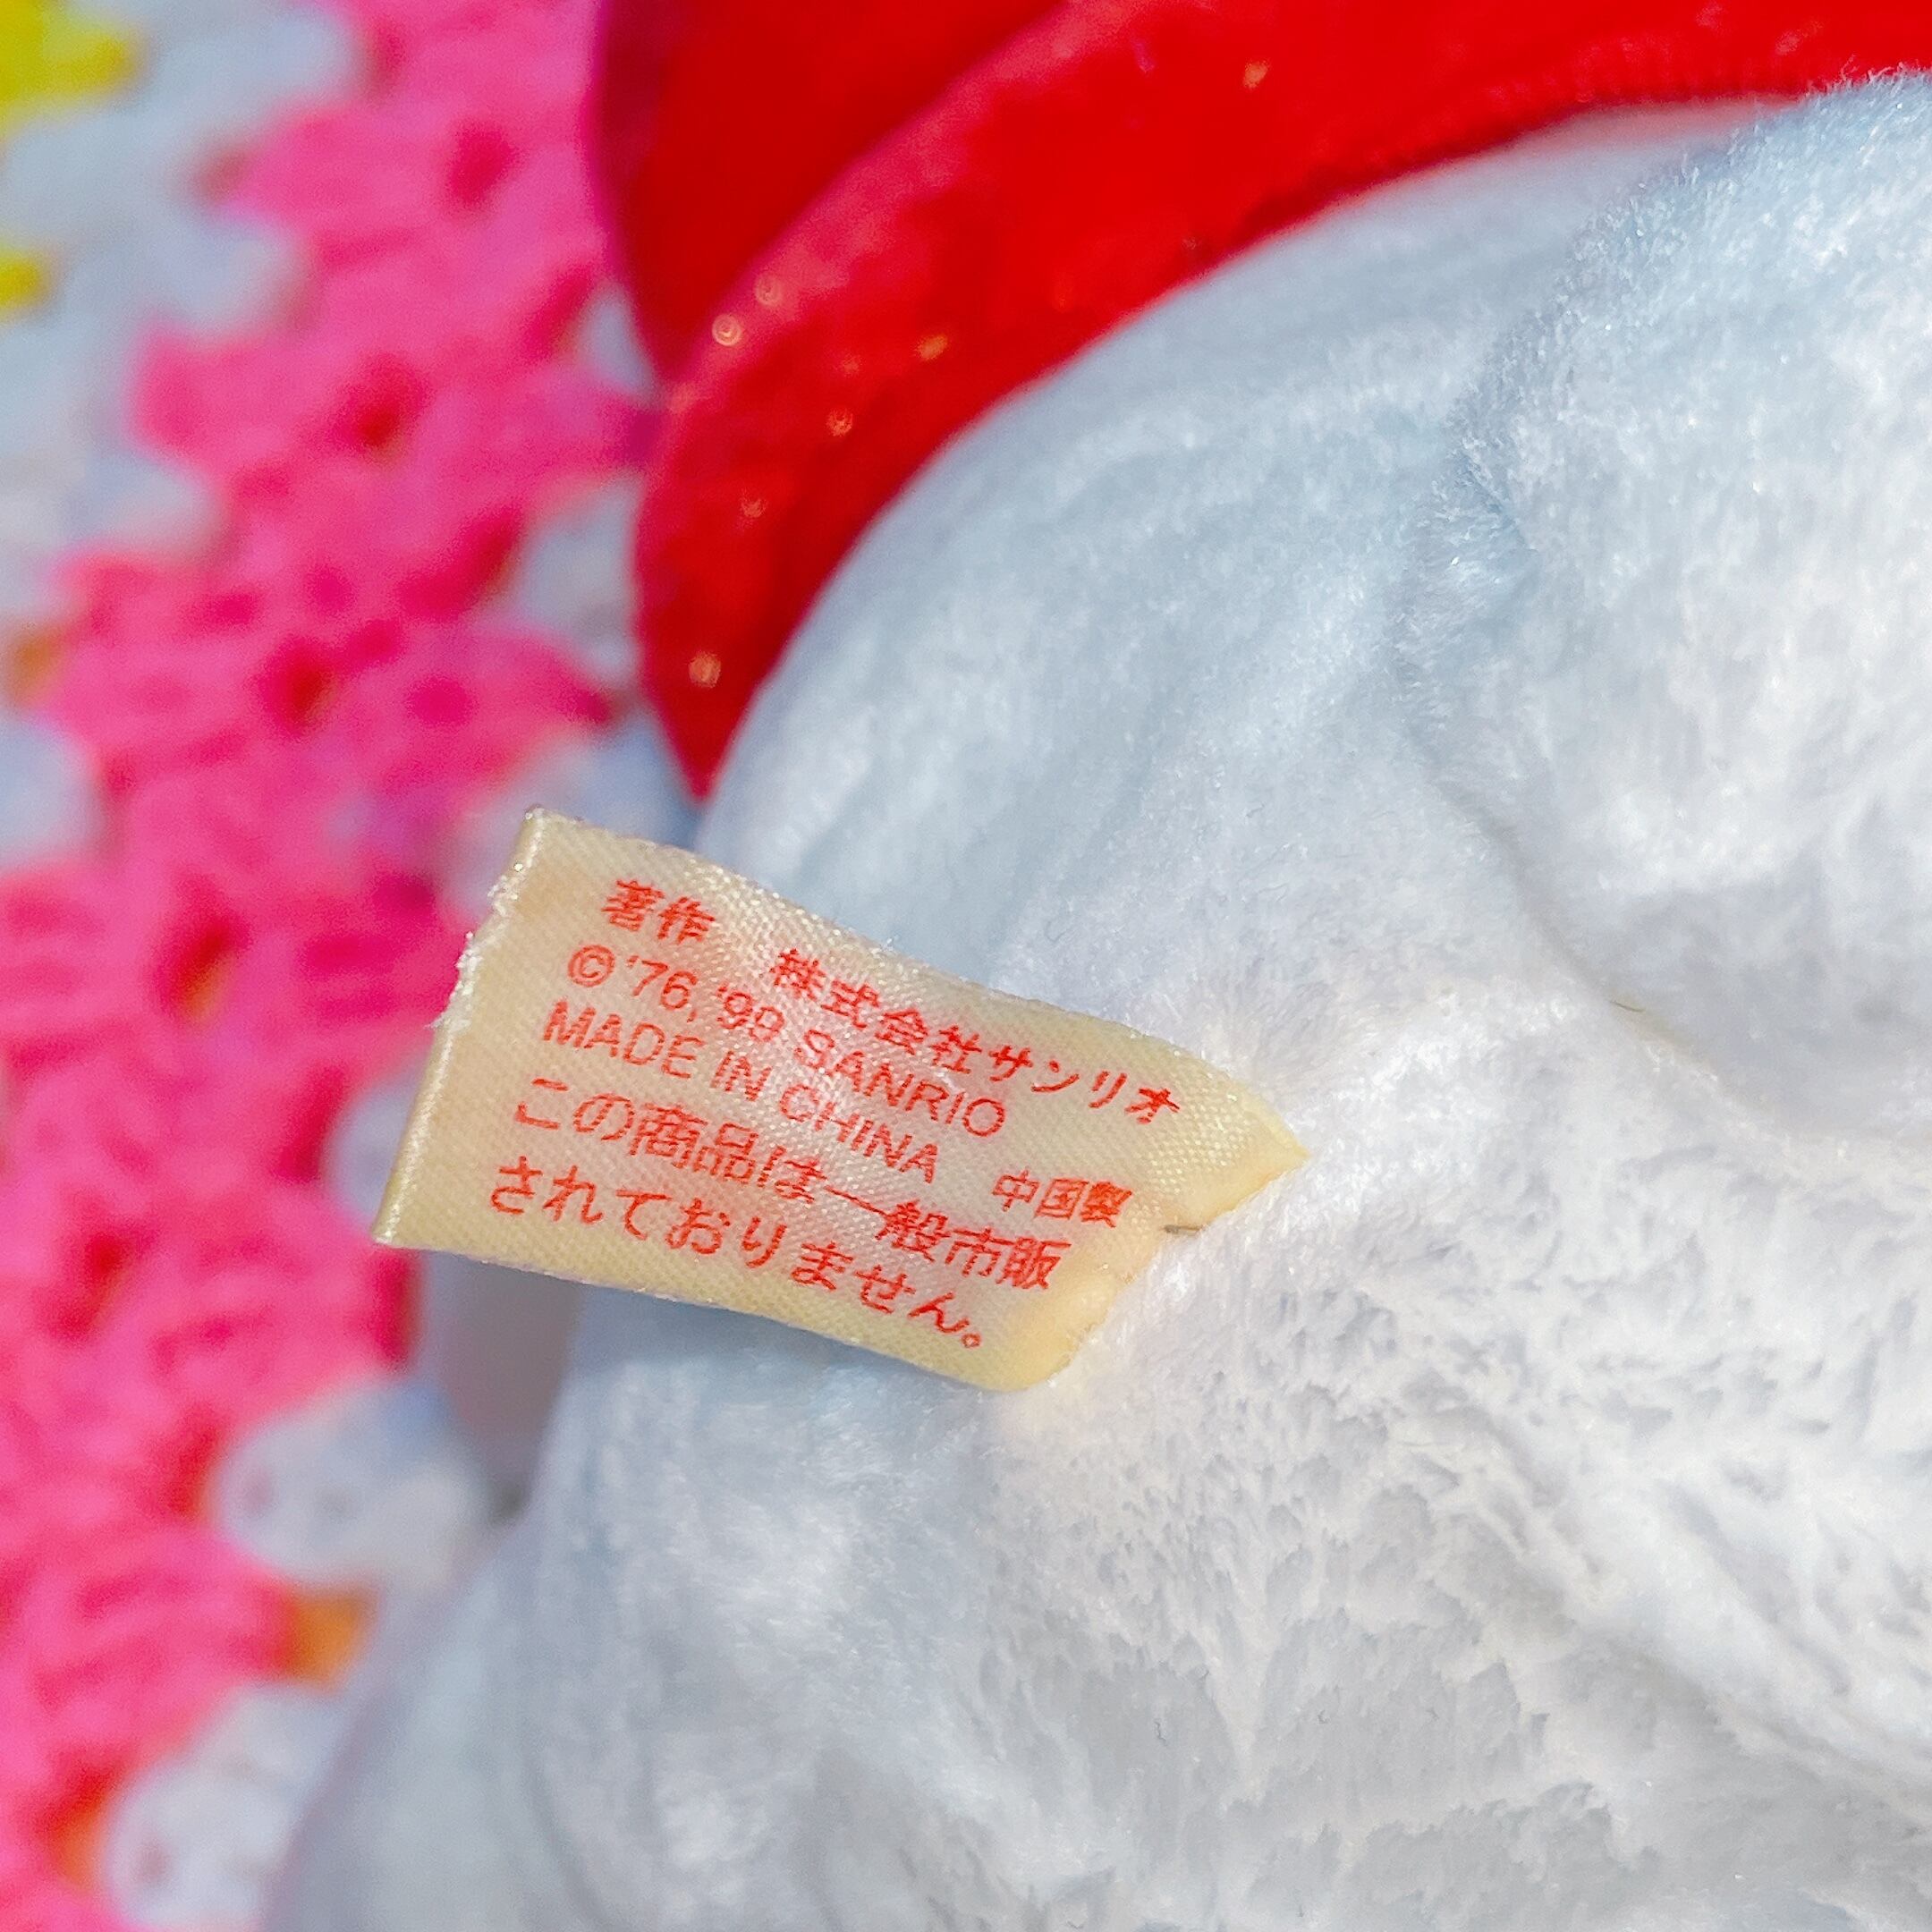 著作　株式会社サンリオ
©'76, '99 SANRIO
MADE IN CHINA　中国製
この商品は一般市販
されておりません。